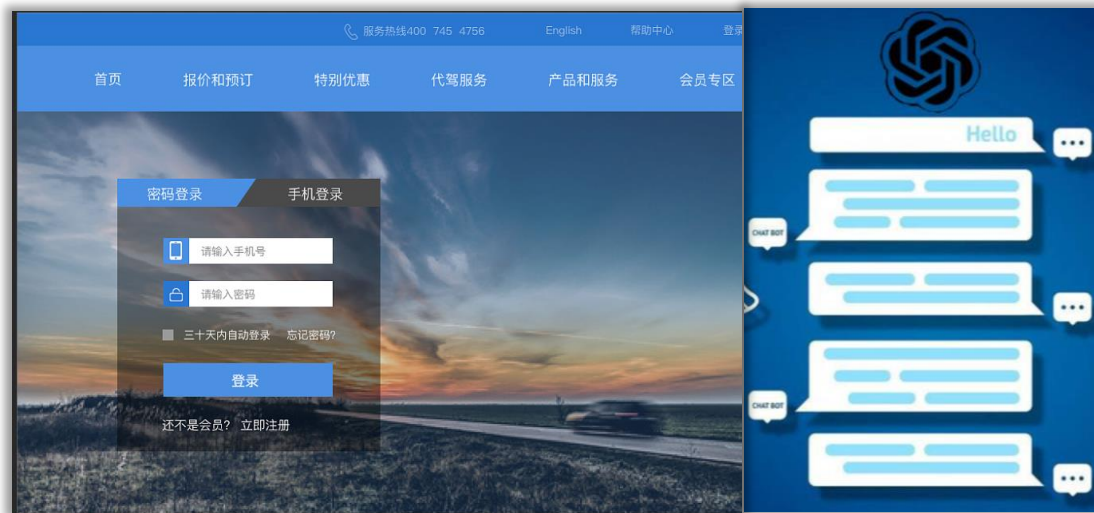 服务热线400 745 4756 English 帮助中心 登录
首页 报价和预订 特别优惠 代驾服务 产品和服务 会员专区
密码登录 手机登录
请输入手机号
请输入密码
三十天内自动登录 忘记密码?
登录
还不是会员? 立即注册
Hello
CHAT BOT
CHAT BOT